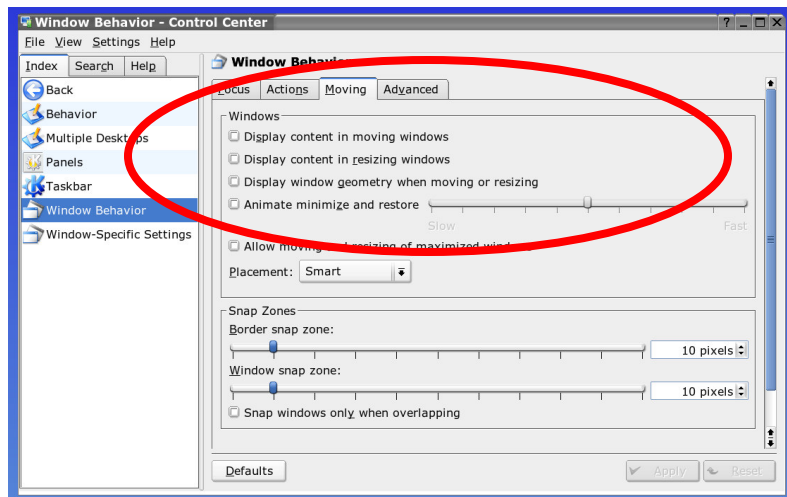 Window Behavior - Control Center
File View Settings Help
Index Search Help
Back
Behavior
Multiple Desktops
Panels
Taskbar
Window Behavior
Window-Specific Settings
Window Behavior
Focus Actions Moving Advanced
Windows
Display content in moving windows
Display content in resizing windows
Display window geometry when moving or resizing
Animate minimize and restore
Slow Fast
Allow moving and resizing of maximized windows
Placement: Smart
Snap Zones
Border snap zone:
10 pixels
Window snap zone:
10 pixels
Snap windows only when overlapping
Defaults Apply Reset